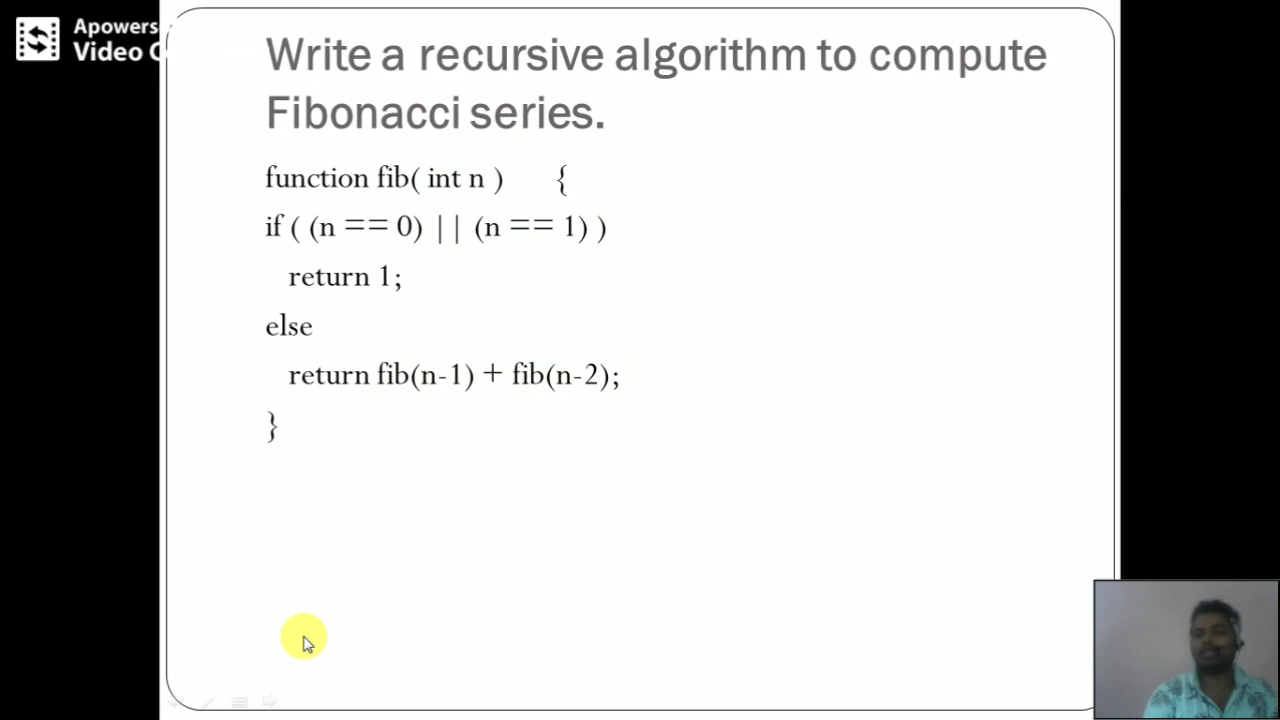 Apowers
Video C
Write a recursive algorithm to compute
Fibonacci series.
function fib( int n ) {
if ( (n == 0) || (n == 1) )
return 1;
else
return fib(n-1) + fib(n-2);
}